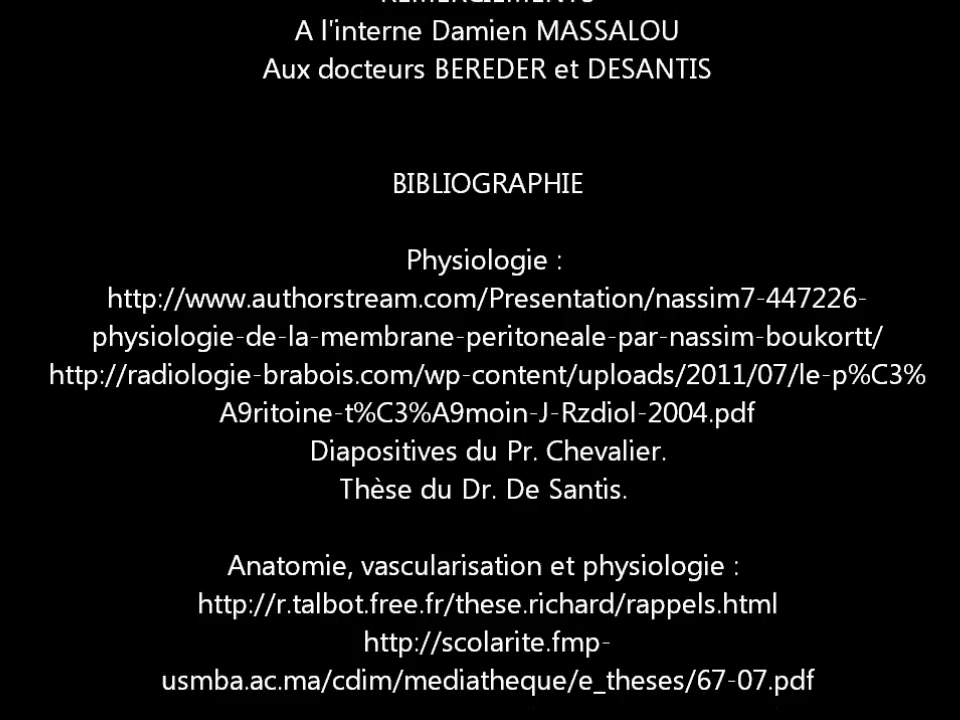 REMERCIEMENTS
A l'interne Damien MASSALOU
Aux docteurs BEREDER et DESANTIS
BIBLIOGRAPHIE
Physiologie :
http://www.authorstream.com/Presentation/nassim7-447226-
physiologie-de-la-membrane-peritoneale-par-nassim-boukortt/
http://radiologie-brabois.com/wp-content/uploads/2011/07/le-p%C3%
A9ritoine-t%C3%A9moin-J-Rzdiol-2004.pdf
Diapositives du Pr. Chevalier.
Thèse du Dr. De Santis.
Anatomie, vascularisation et physiologie :
http://r.talbot.free.fr/these.richard/rappels.html
http://scolarite.fmp-
usmba.ac.ma/cdim/mediatheque/e_theses/67-07.pdf